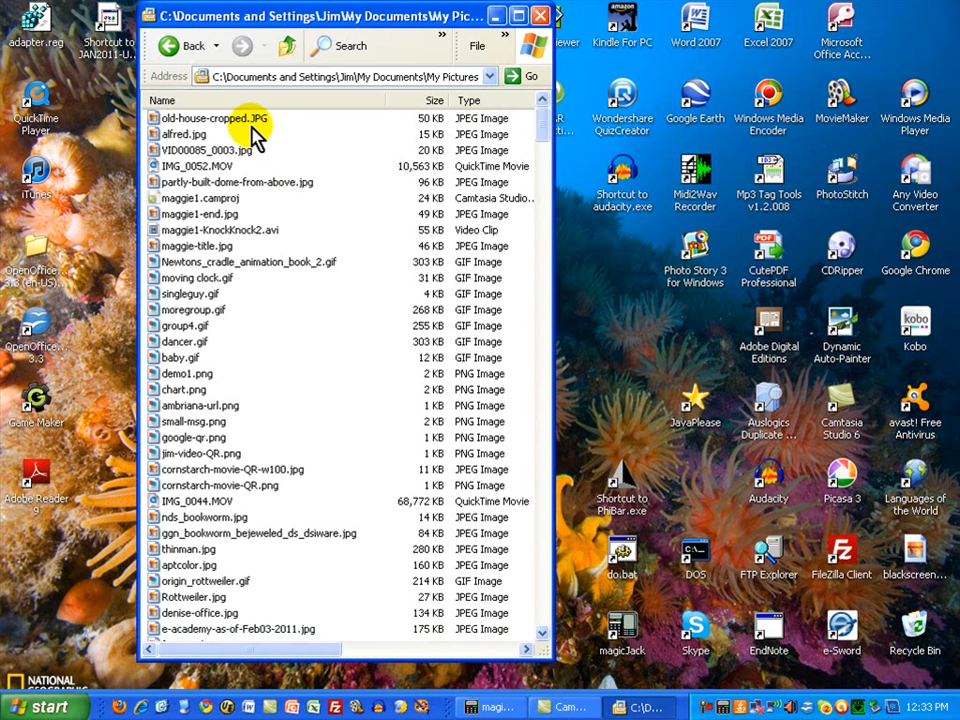 C:\Documents and Settings\Jim\My Documents\My Pic...
Back
Search
File
Address
C:\Documents and Settings\Jim\My Documents\My Pictures
Go
Name Size Type
old-house-cropped.JPG 50 KB JPEG Image
alfred.jpg 15 KB JPEG Image
VID00085_0003.jpg 20 KB JPEG Image
IMG_0052.MOV 10,563 KB QuickTime Movie
partly-built-dome-from-above.jpg 96 KB JPEG Image
maggie1.camproj 24 KB Camtasia Studio...
maggie1-end.jpg 49 KB JPEG Image
maggie1-KnockKnock2.avi 55 KB Video Clip
maggie-title.jpg 46 KB JPEG Image
Newtons_cradle_animation_book_2.gif 303 KB GIF Image
moving clock.gif 31 KB GIF Image
singleguy.gif 4 KB GIF Image
moregroup.gif 268 KB GIF Image
group4.gif 255 KB GIF Image
dancer.gif 303 KB GIF Image
baby.gif 12 KB GIF Image
demo1.png 2 KB PNG Image
chart.png 2 KB PNG Image
ambriana-url.png 1 KB PNG Image
small-msg.png 2 KB PNG Image
google-qr.png 1 KB PNG Image
jim-video-QR.png 1 KB PNG Image
cornstarch-movie-QR-w100.jpg 11 KB JPEG Image
cornstarch-movie-QR.png 1 KB PNG Image
IMG_0044.MOV 68,772 KB QuickTime Movie
nds_bookworm.jpg 14 KB JPEG Image
ggn_bookworm_bejeweled_ds_dsiware.jpg 84 KB JPEG Image
thinman.jpg 280 KB JPEG Image
aptcolor.jpg 160 KB JPEG Image
origin_rottweiler.gif 214 KB GIF Image
Rottweiler.jpg 27 KB JPEG Image
denise-office.jpg 134 KB JPEG Image
e-academy-as-of-Feb03-2011.jpg 175 KB JPEG Image
adapter.reg
Shortcut to
JAN2011-U...
QuickTime
Player
iTunes
OpenOffice...
3.3 (en-US)...
OpenOffice...
3.3
Game Maker
Adobe Reader
9
NATIONAL
Kindle For PC
Word 2007
Excel 2007
Microsoft
Office Acc...
Wondershare
QuizCreator
Google Earth
Windows Media
Encoder
MovieMaker
Windows Media
Player
Shortcut to
audacity.exe
Midi2Wav
Recorder
Mp3 Tag Tools
v1.2.008
PhotoStitch
Any Video
Converter
Photo Story 3
for Windows
CutePDF
Professional
CDRipper
Google Chrome
Adobe Digital
Editions
Dynamic
Auto-Painter
Kobo
JavaPlease
Auslogics
Duplicate ...
Camtasia
Studio 6
avast! Free
Antivirus
Shortcut to
PhiBar.exe
Audacity
Picasa 3
Languages of
the World
do.bat
DOS
FTP Explorer
FileZilla Client
blackscreen...
magicJack
Skype
EndNote
e-Sword
Recycle Bin
start
magi...
Cam...
C:\D...
12:33 PM